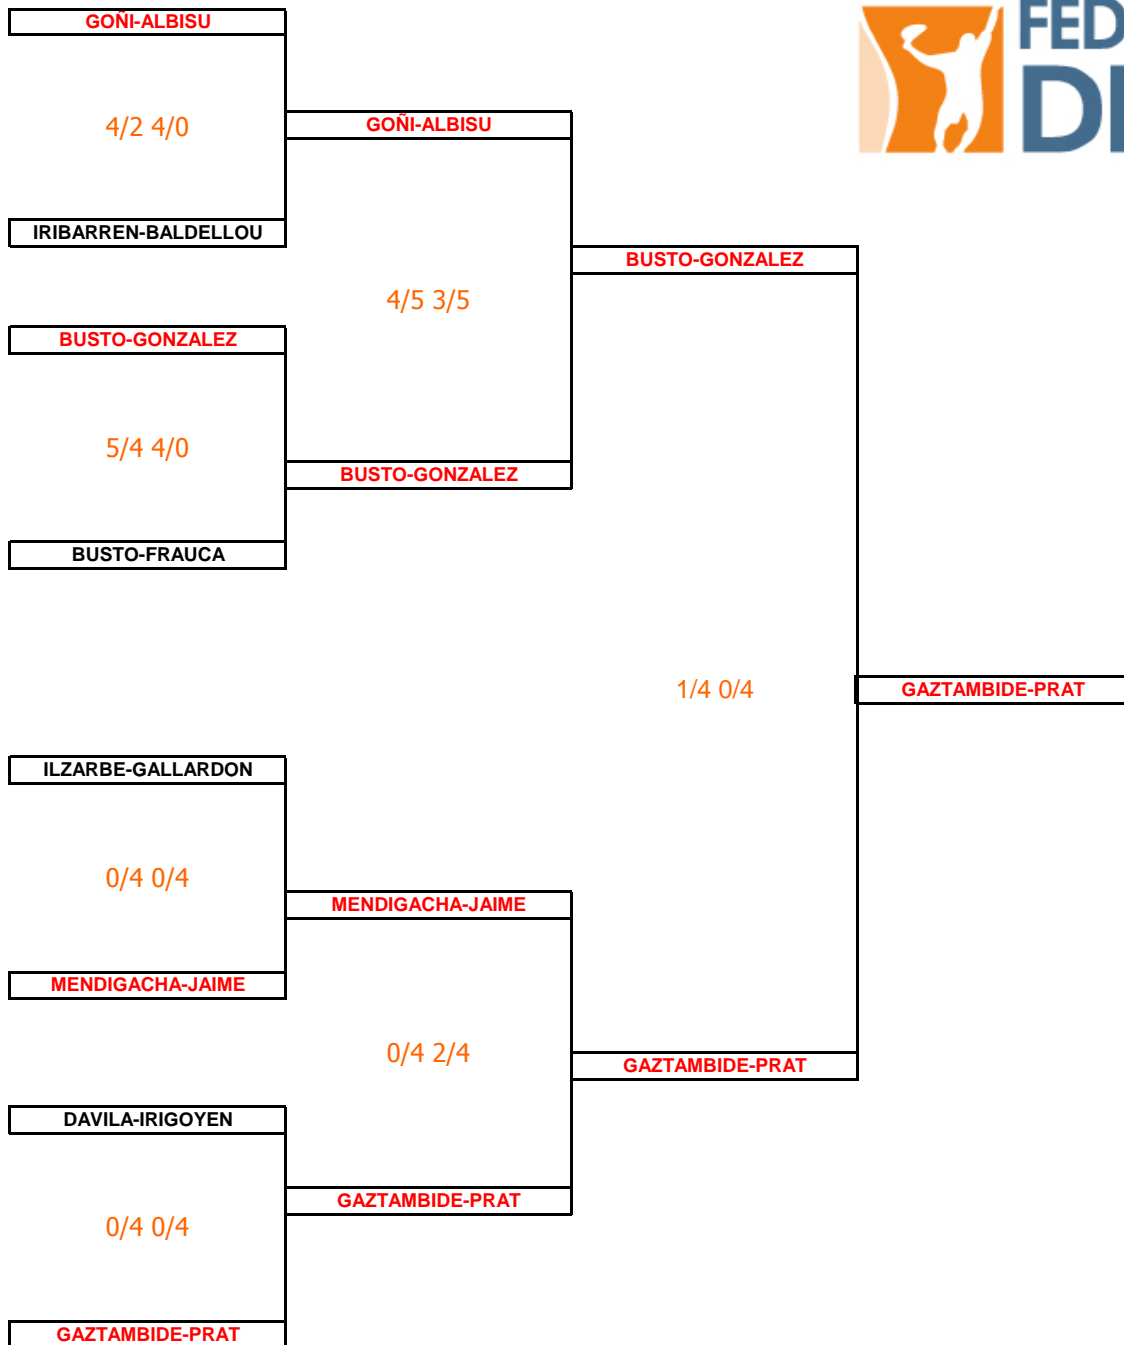 FED
DE
GOÑI-ALBISU
4/2 4/0
GOÑI-ALBISU
IRIBARREN-BALDELLOU
BUSTO-GONZALEZ
4/5 3/5
BUSTO-GONZALEZ
5/4 4/0
BUSTO-GONZALEZ
BUSTO-FRAUCA
1/4 0/4
GAZTAMBIDE-PRAT
ILZARBE-GALLARDON
0/4 0/4
MENDIGACHA-JAIME
MENDIGACHA-JAIME
0/4 2/4
GAZTAMBIDE-PRAT
DAVILA-IRIGOYEN
GAZTAMBIDE-PRAT
0/4 0/4
GAZTAMBIDE-PRAT